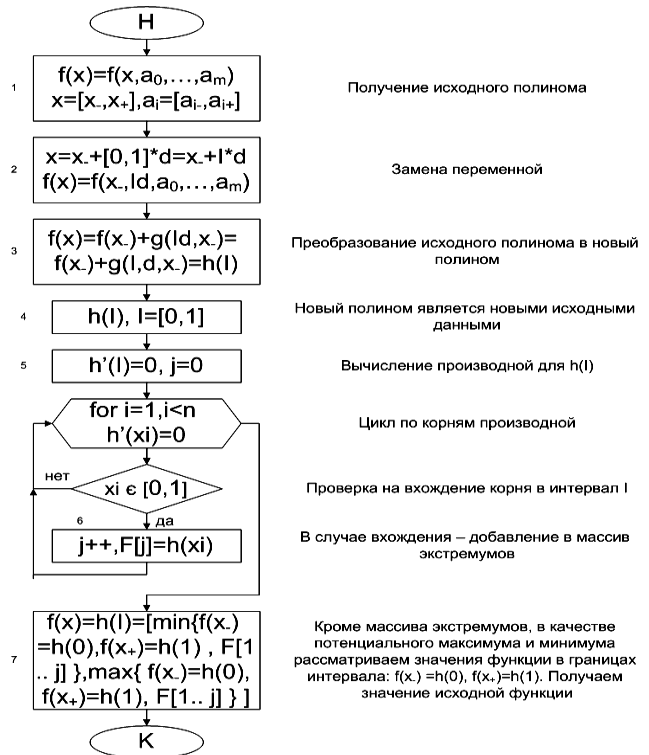 Н
1
f(x)=f(x,a₀,…,aₘ)
x=[x₋,x₊],aᵢ=[aᵢ₋,aᵢ₊]
Получение исходного полинома
2
x=x₋+[0,1]*d=x₋+I*d
f(x)=f(x₋,Id,a₀,…,aₘ)
Замена переменной
3
f(x)=f(x₋)+g(Id,x₋)=
f(x₋)+g(I,d,x₋)=h(I)
Преобразование исходного полинома в новый
полином
4
h(I), I=[0,1]
Новый полином является новыми исходными
данными
5
h’(I)=0, j=0
Вычисление производной для h(I)
for i=1,i<n
h’(xi)=0
Цикл по корням производной
нет
xi є [0,1]
Проверка на вхождение корня в интервал I
6
да
j++,F[j]=h(xi)
В случае вхождения – добавление в массив
экстремумов
7
f(x)=h(I)=[min{f(x₋)
=h(0),f(x₊)=h(1) , F[1
.. j] },max{ f(x₋)=h(0),
f(x₊)=h(1), F[1.. j] } ]
Кроме массива экстремумов, в качестве
потенциального максимума и минимума
рассматриваем значения функции в границах
интервала: f(x₋) =h(0), f(x₊)=h(1). Получаем
значение исходной функции
К